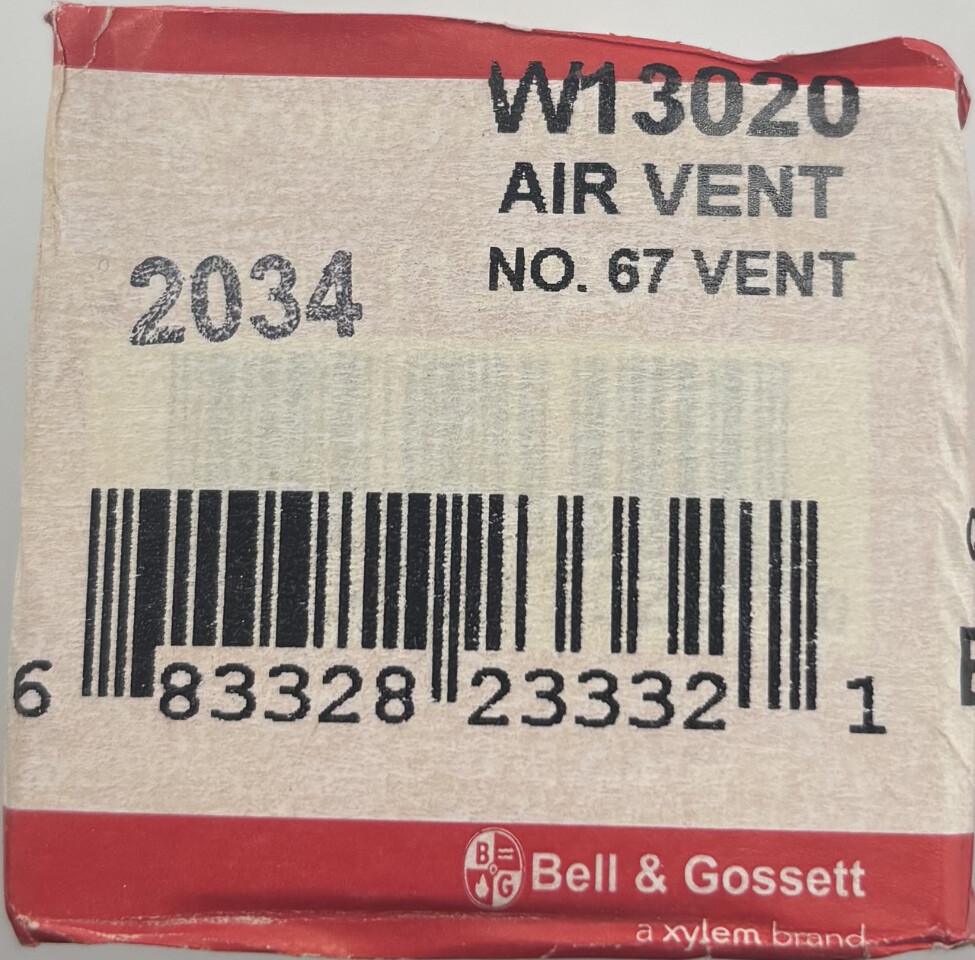 W13020
AIR VENT
NO. 67 VENT
2034
6 83328 23332 1
B G
Bell & Gossett
a xylem brand